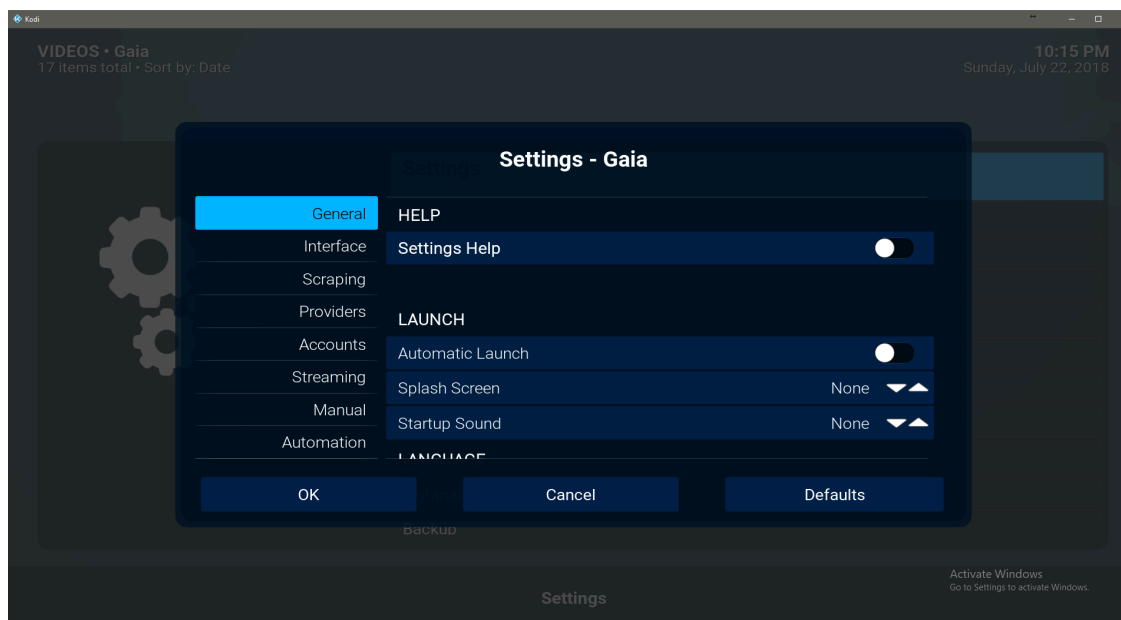 Kodi
VIDEOS • Gaia
17 items total • Sort by: Date
10:15 PM
Sunday, July 22, 2018
Settings
Settings - Gaia
General
Interface
Scraping
Providers
Accounts
Streaming
Manual
Automation
HELP
Settings Help
LAUNCH
Automatic Launch
Splash Screen None
Startup Sound None
LANGUAGE
OK
Cancel
Defaults
Backup
Activate Windows
Go to Settings to activate Windows.
Settings